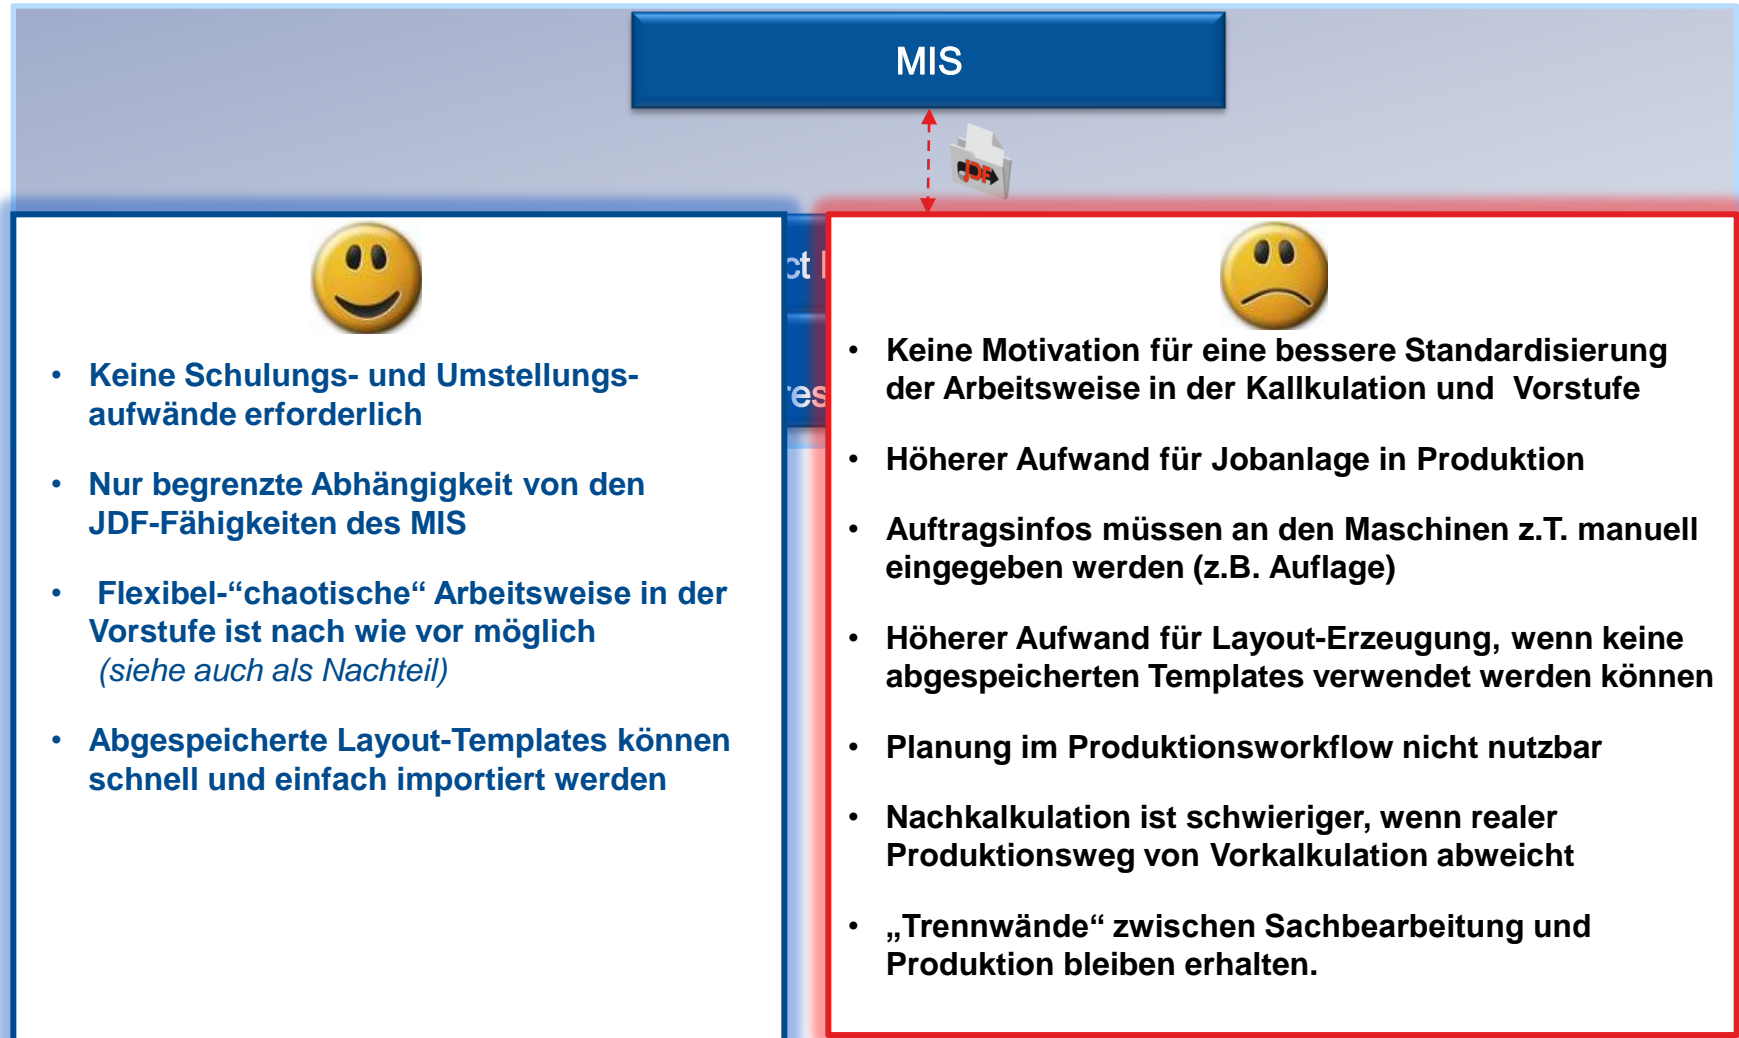 MIS
JDF
ct
res
Keine Schulungs- und Umstellungs-
aufwände erforderlich
Nur begrenzte Abhängigkeit von den
JDF-Fähigkeiten des MIS
Flexibel-“chaotische“ Arbeitsweise in der
Vorstufe ist nach wie vor möglich
(siehe auch als Nachteil)
Abgespeicherte Layout-Templates können
schnell und einfach importiert werden
Keine Motivation für eine bessere Standardisierung
der Arbeitsweise in der Kallkulation und Vorstufe
Höherer Aufwand für Jobanlage in Produktion
Auftragsinfos müssen an den Maschinen z.T. manuell
eingegeben werden (z.B. Auflage)
Höherer Aufwand für Layout-Erzeugung, wenn keine
abgespeicherten Templates verwendet werden können
Planung im Produktionsworkflow nicht nutzbar
Nachkalkulation ist schwieriger, wenn realer
Produktionsweg von Vorkalkulation abweicht
„Trennwände“ zwischen Sachbearbeitung und
Produktion bleiben erhalten.